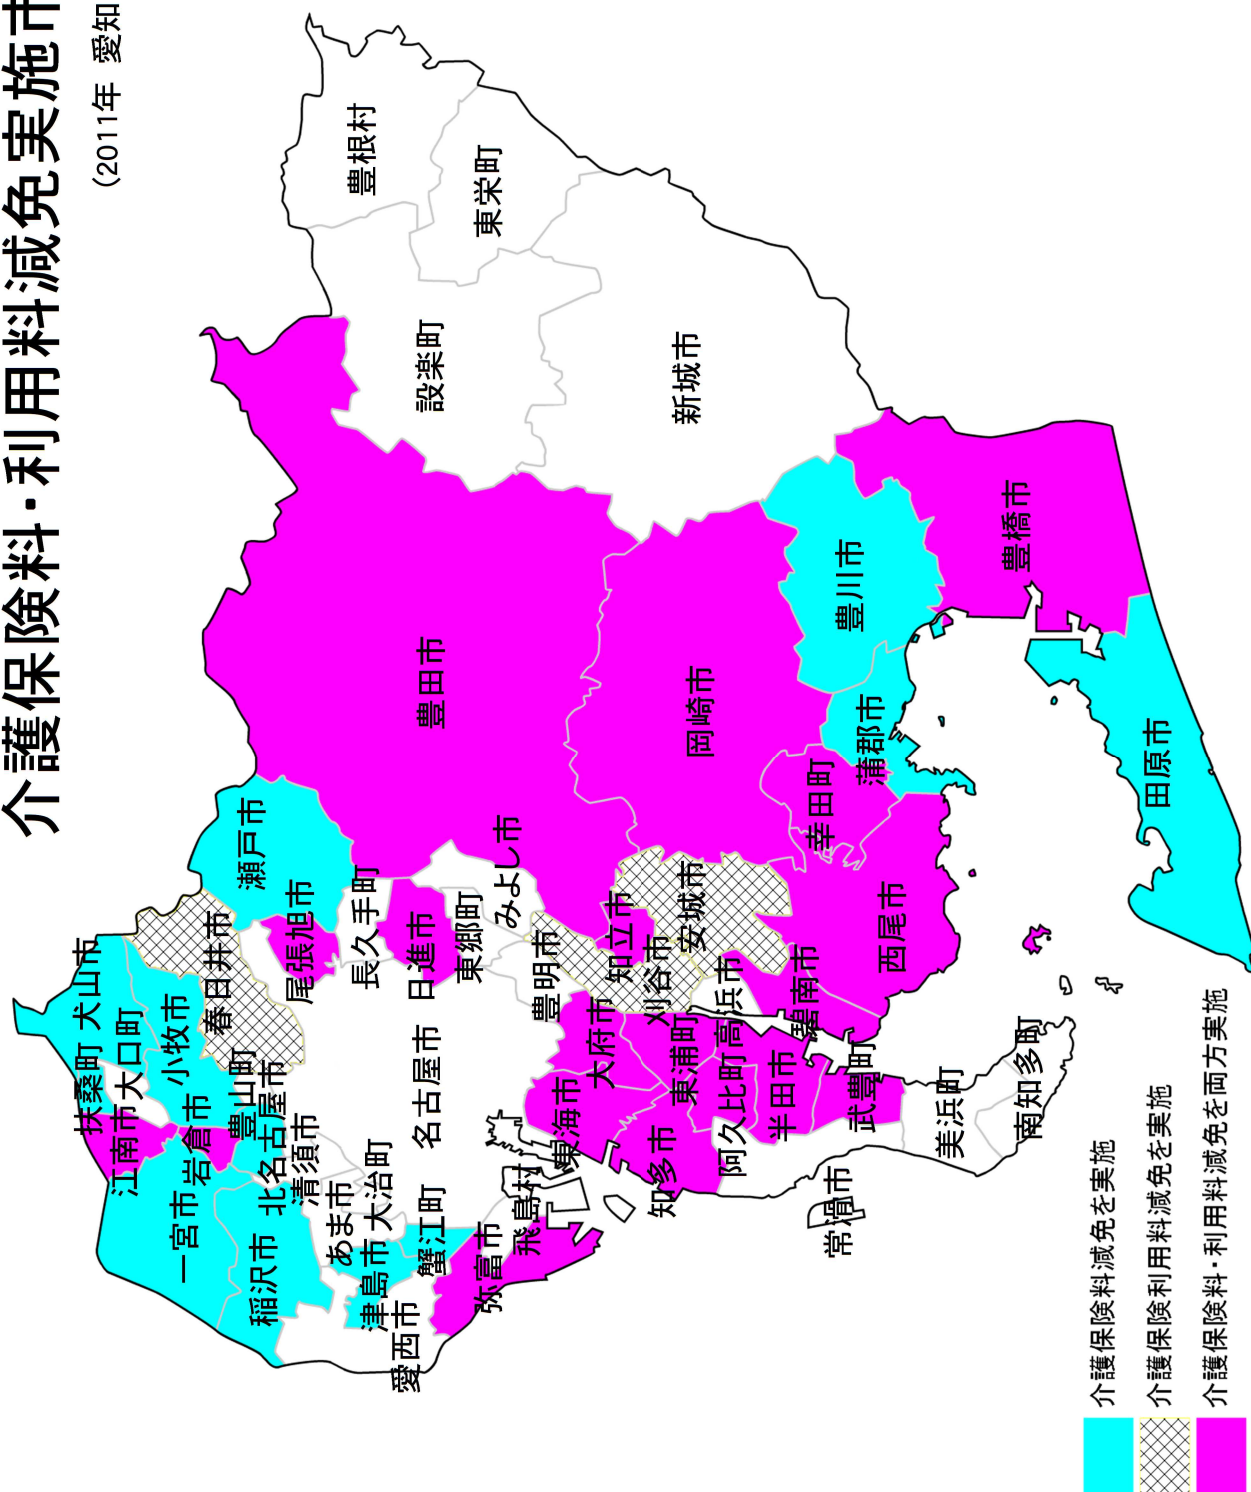 介護保険料・利用料減免実施市
(2011年 愛知
豊根村
東栄町
設楽町
新城市
豊田市
豊川市
豊橋市
岡崎市
蒲郡市
幸田町
田原市
瀬戸市
尾張旭市
長久手町
日進市
東郷町
みよし市
豊明市
知立市
安城市
刈谷市
西尾市
碧南市
高浜市
犬山市
扶桑町
大口町
小牧市
春日井市
江南市
岩倉市
豊山町
北名古屋市
清須市
一宮市
稲沢市
あま市
大治町
名古屋市
津島市
愛西市
蟹江町
弥富市
飛島村
東海市
大府市
東浦町
知多市
阿久比町
半田市
武豊町
常滑市
美浜町
南知多町
介護保険料減免を実施
介護保険利用料減免を実施
介護保険料・利用料減免を両方実施